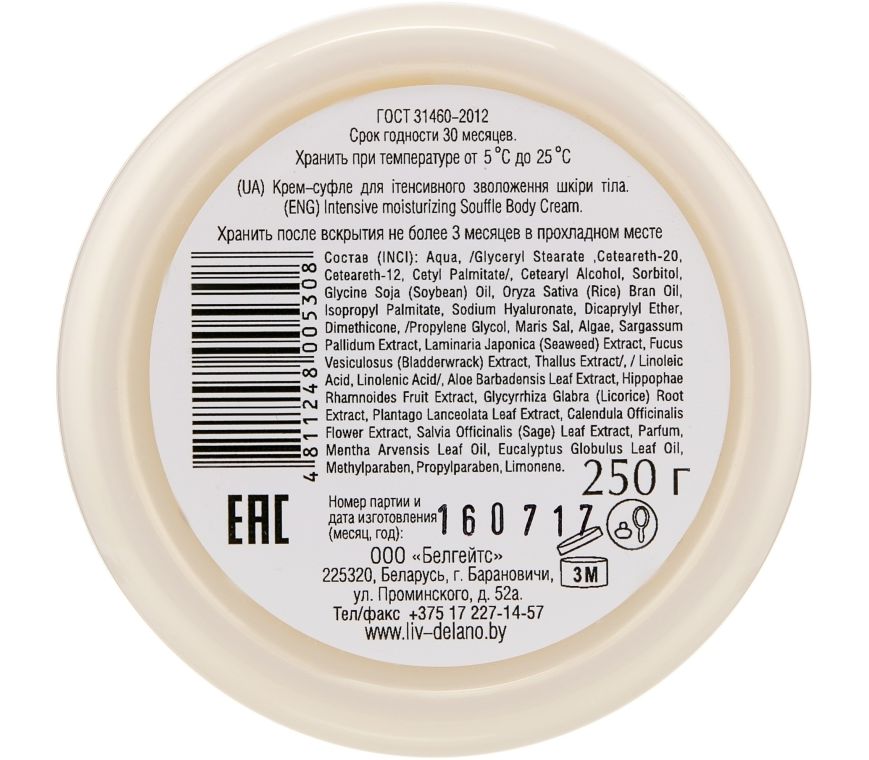 ГОСТ 31460–2012
Срок годности 30 месяцев.
Хранить при температуре от 5°С до 25°С
(UA) Крем–суфле для iтенсивного зволоження шкiри тiла.
(ENG) Intensive moisturizing Souffle Body Cream.
Хранить после вскрытия не более 3 месяцев в прохладном месте
Состав (INCI): Aqua, /Glyceryl Stearate ,Ceteareth-20,
Ceteareth-12, Cetyl Palmitate/, Cetearyl Alcohol, Sorbitol,
Glycine Soja (Soybean) Oil, Oryza Sativa (Rice) Bran Oil,
Isopropyl Palmitate, Sodium Hyaluronate, Dicaprylyl Ether,
Dimethicone, /Propylene Glycol, Maris Sal, Algae, Sargassum
Pallidum Extract, Laminaria Japonica (Seaweed) Extract, Fucus
Vesiculosus (Bladderwrack) Extract, Thallus Extract/, / Linoleic
Acid, Linolenic Acid/, Aloe Barbadensis Leaf Extract, Hippophae
Rhamnoides Fruit Extract, Glycyrrhiza Glabra (Licorice) Root
Extract, Plantago Lanceolata Leaf Extract, Calendula Officinalis
Flower Extract, Salvia Officinalis (Sage) Leaf Extract, Parfum,
Mentha Arvensis Leaf Oil, Eucalyptus Globulus Leaf Oil,
Methylparaben, Propylparaben, Limonene.
4 811248 005308
250 г
EAC
Номер партии и
дата изготовления
(месяц, год):
160717
3М
ООО «Белгейтс»
225320, Беларусь, г. Барановичи,
ул. Проминского, д. 52а.
Тел/факс +375 17 227-14-57
www.liv–delano.by